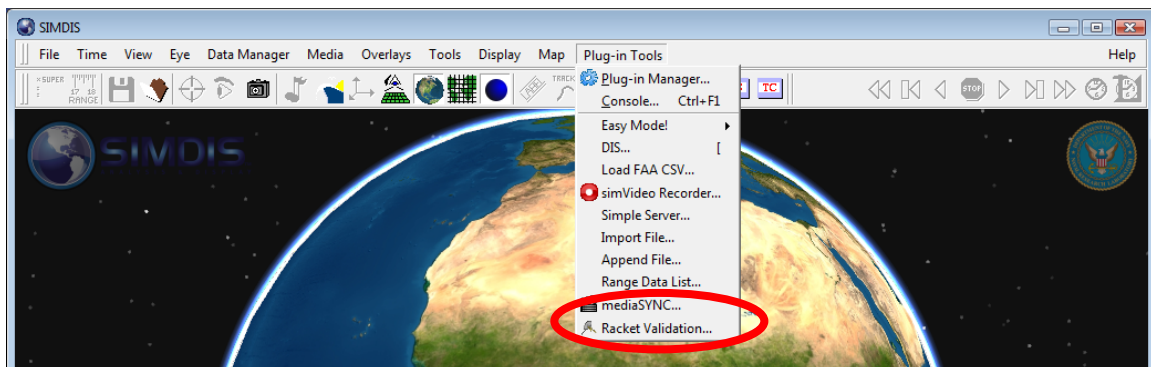 SIMDIS
File Time View Eye Data Manager Media Overlays Tools Display Map Plug-in Tools Help
SUPER
17 18
RANGE
TRACK
STOP
TC
Plug-in Manager...
Console... Ctrl+F1
Easy Mode!
DIS... [
Load FAA CSV...
simVideo Recorder...
Simple Server...
Import File...
Append File...
Range Data List...
mediaSYNC...
Racket Validation...
SIMDIS